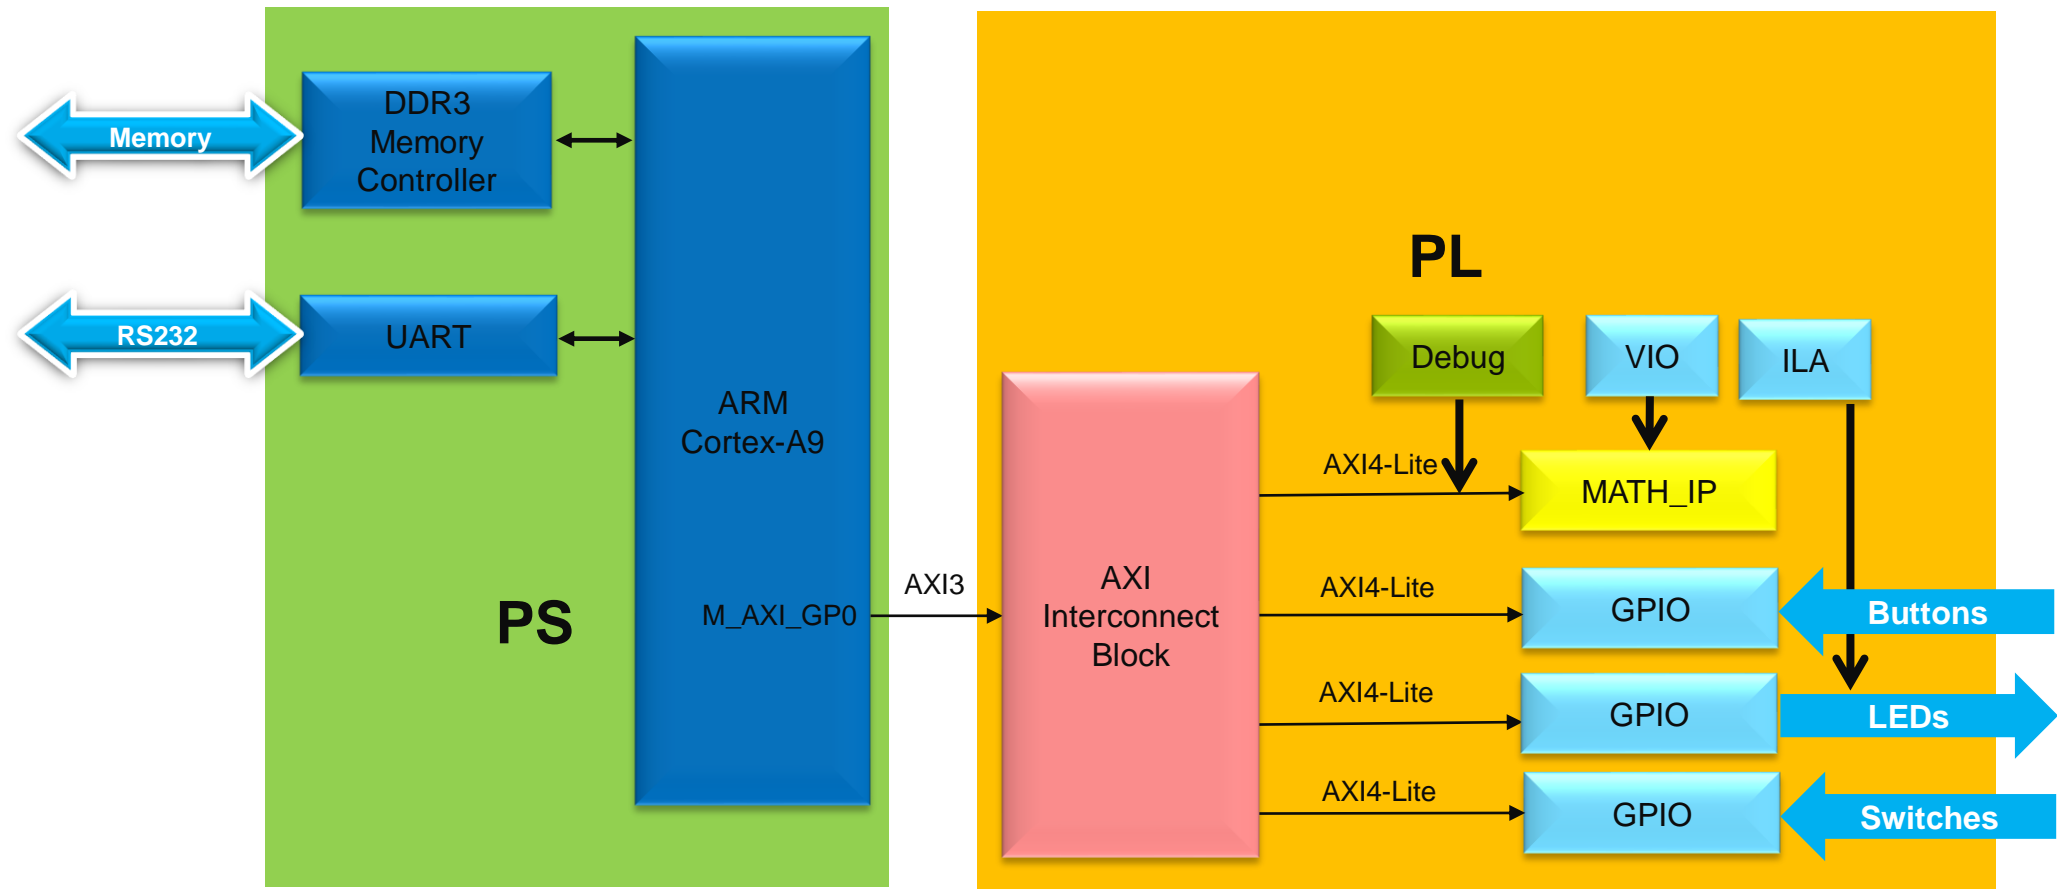 DDR3
Memory
Controller
Memory
RS232
UART
ARM
Cortex-A9
M_AXI_GP0
PS
AXI3
PL
Debug
VIO
ILA
AXI
Interconnect
Block
AXI4-Lite
MATH_IP
AXI4-Lite
GPIO
Buttons
AXI4-Lite
GPIO
LEDs
AXI4-Lite
GPIO
Switches